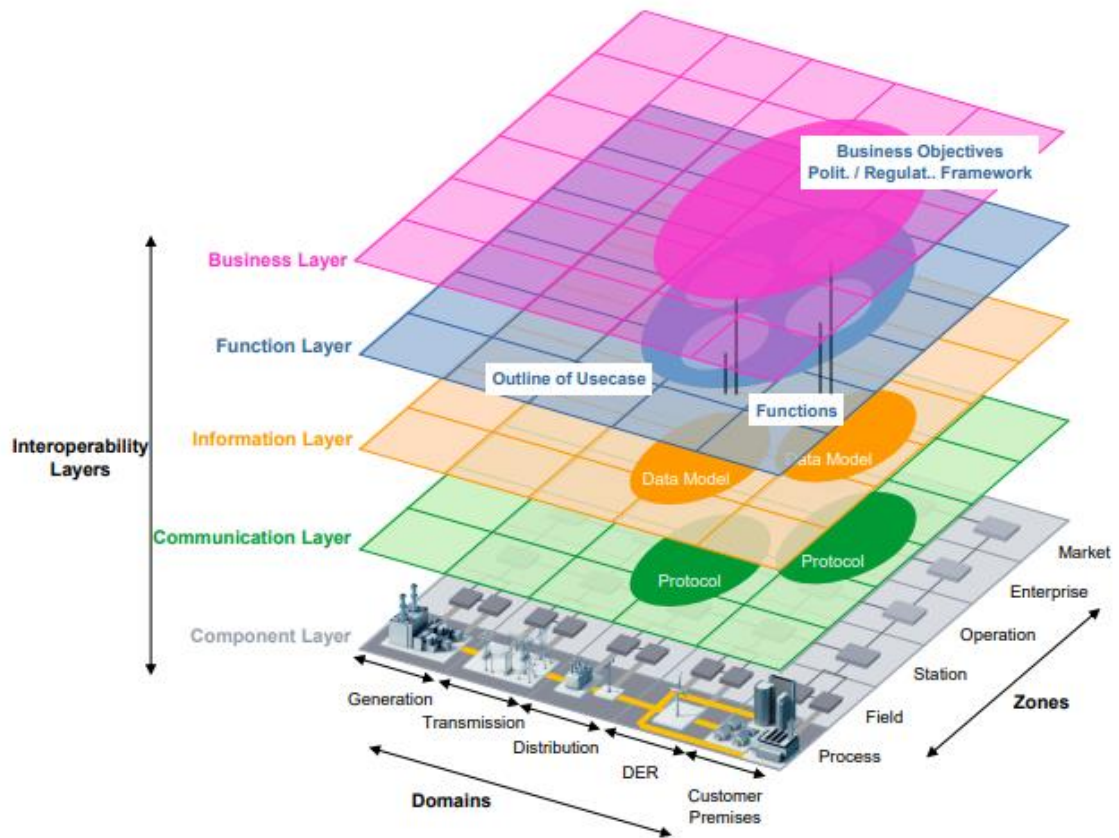 Business Objectives
Polit. / Regulat.. Framework
Business Layer
Function Layer
Outline of Usecase
Functions
Interoperability
Layers
Information Layer
Data Model
Data Model
Communication Layer
Protocol
Protocol
Component Layer
Market
Enterprise
Operation
Station
Field
Process
Zones
Generation
Transmission
Distribution
DER
Customer
Premises
Domains